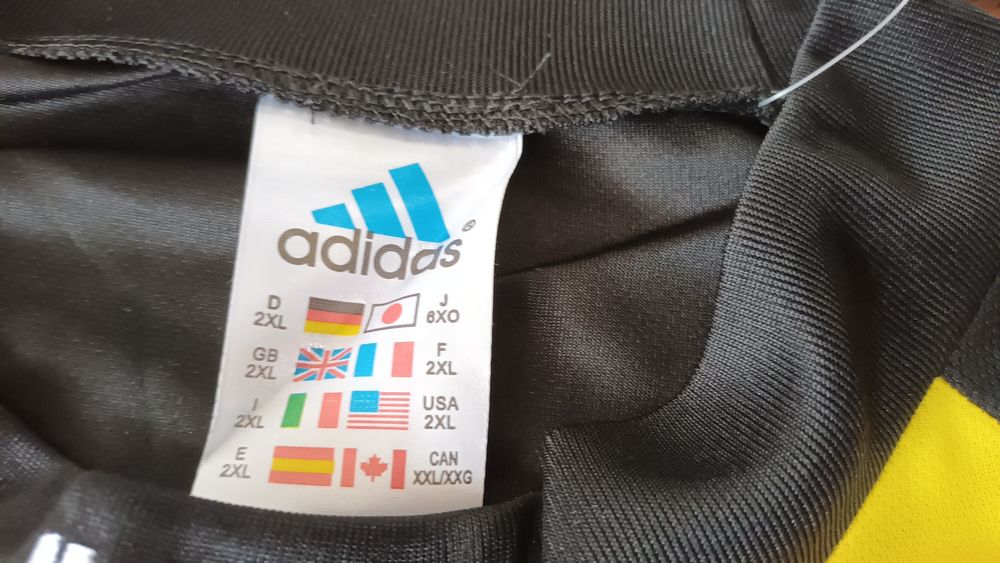 adidas®
D J
2XL 6XO
GB F
2XL 2XL
I USA
2XL 2XL
E CAN
2XL XXL/XXG